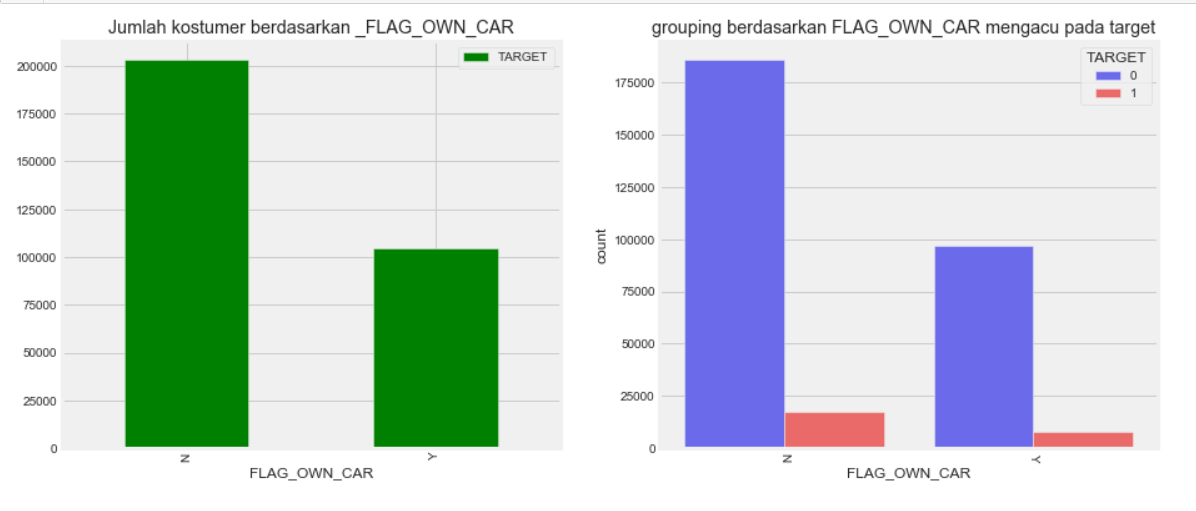 Jumlah kostumer berdasarkan _FLAG_OWN_CAR
TARGET
200000
175000
150000
125000
100000
75000
50000
25000
0
N
Y
FLAG_OWN_CAR
grouping berdasarkan FLAG_OWN_CAR mengacu pada target
TARGET
0
1
175000
150000
125000
100000
75000
50000
25000
0
count
N
Y
FLAG_OWN_CAR